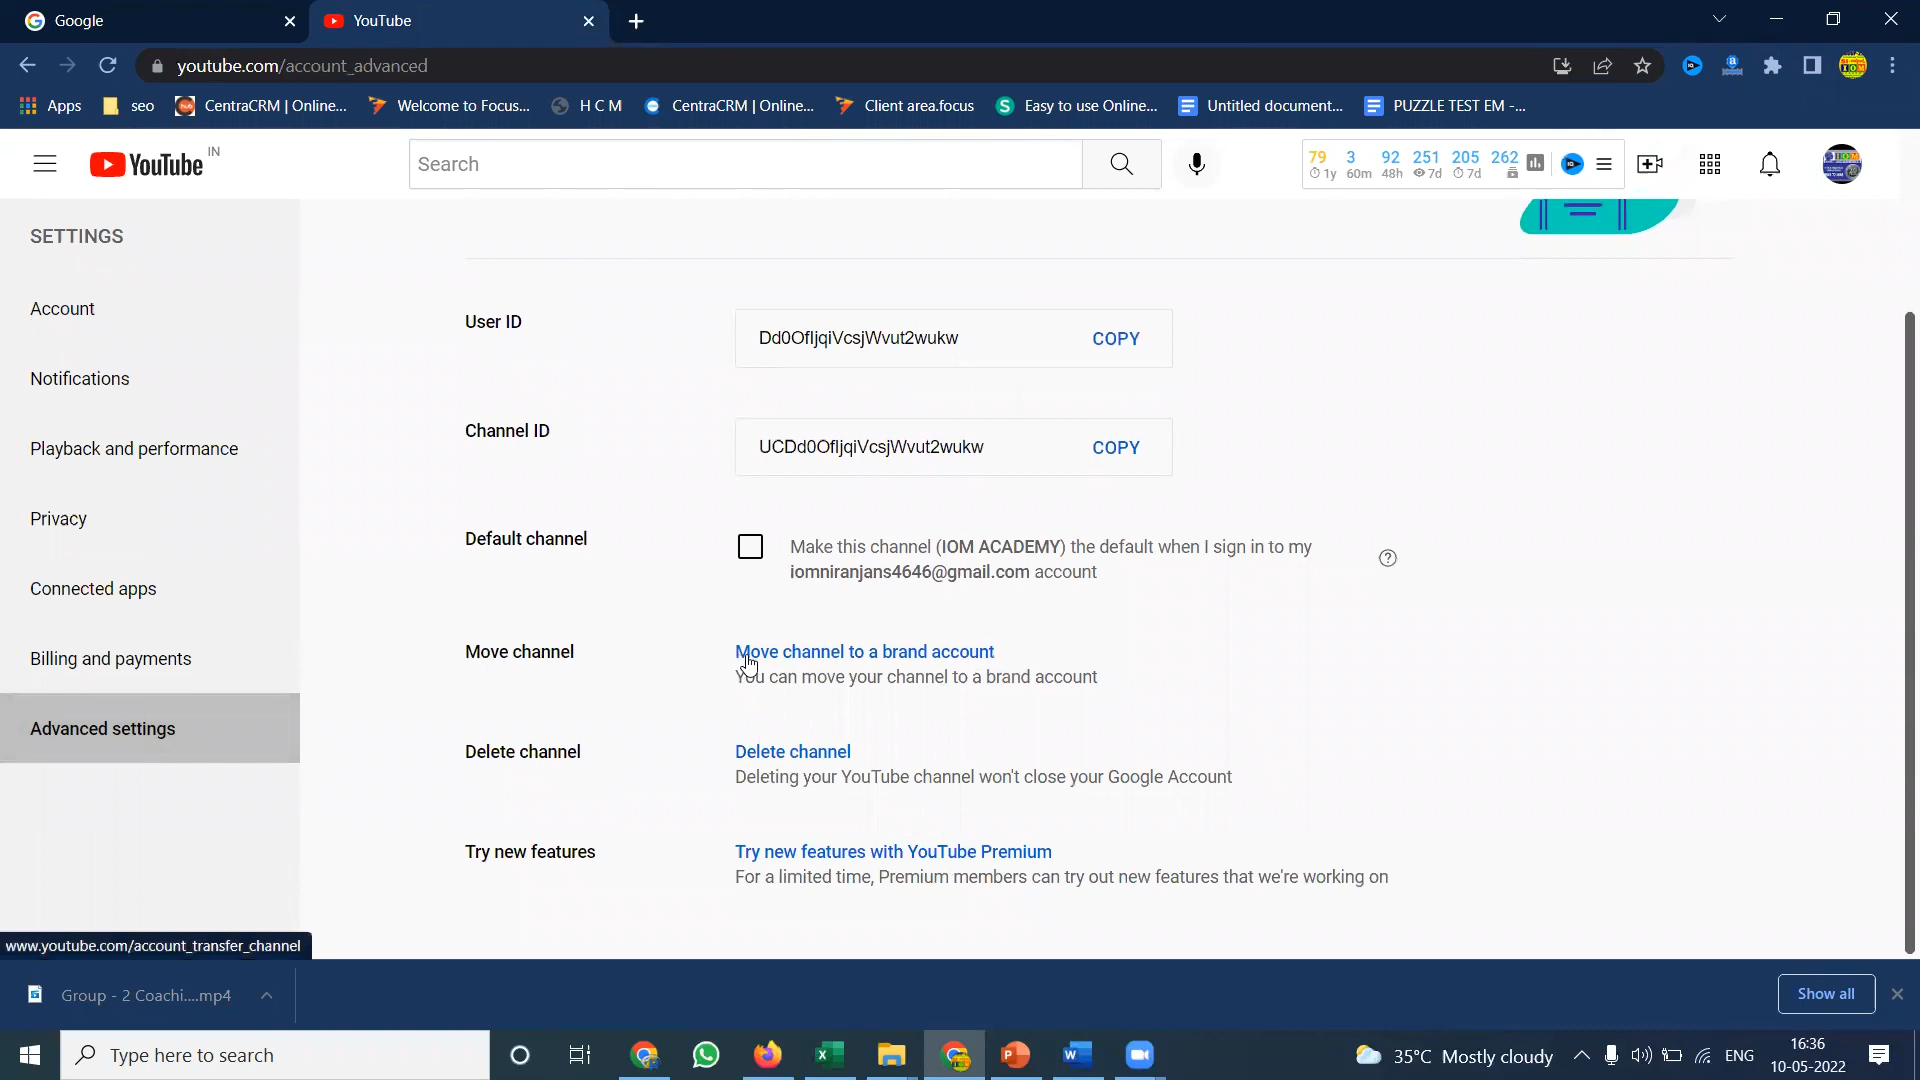 Google
YouTube
youtube.com/account_advanced
Apps
seo
CentraCRM | Online...
Welcome to Focus...
H C M
CentraCRM | Online...
Client area.focus
Easy to use Online...
Untitled document...
PUZZLE TEST EM -...
YouTube IN
Search
79 3 92 251 205 262
1y 60m 48h 7d 7d
SETTINGS
Account
Notifications
Playback and performance
Privacy
Connected apps
Billing and payments
Advanced settings
User ID
Dd0OfIjqiVcsjWvut2wukw
COPY
Channel ID
UCDd0OfIjqiVcsjWvut2wukw
COPY
Default channel
Make this channel (IOM ACADEMY) the default when I sign in to my
iomniranjans4646@gmail.com account
Move channel
Move channel to a brand account
You can move your channel to a brand account
Delete channel
Delete channel
Deleting your YouTube channel won't close your Google Account
Try new features
Try new features with YouTube Premium
For a limited time, Premium members can try out new features that we're working on
www.youtube.com/account_transfer_channel
Group - 2 Coachi....mp4
Show all
Type here to search
35°C Mostly cloudy
ENG
16:36
10-05-2022